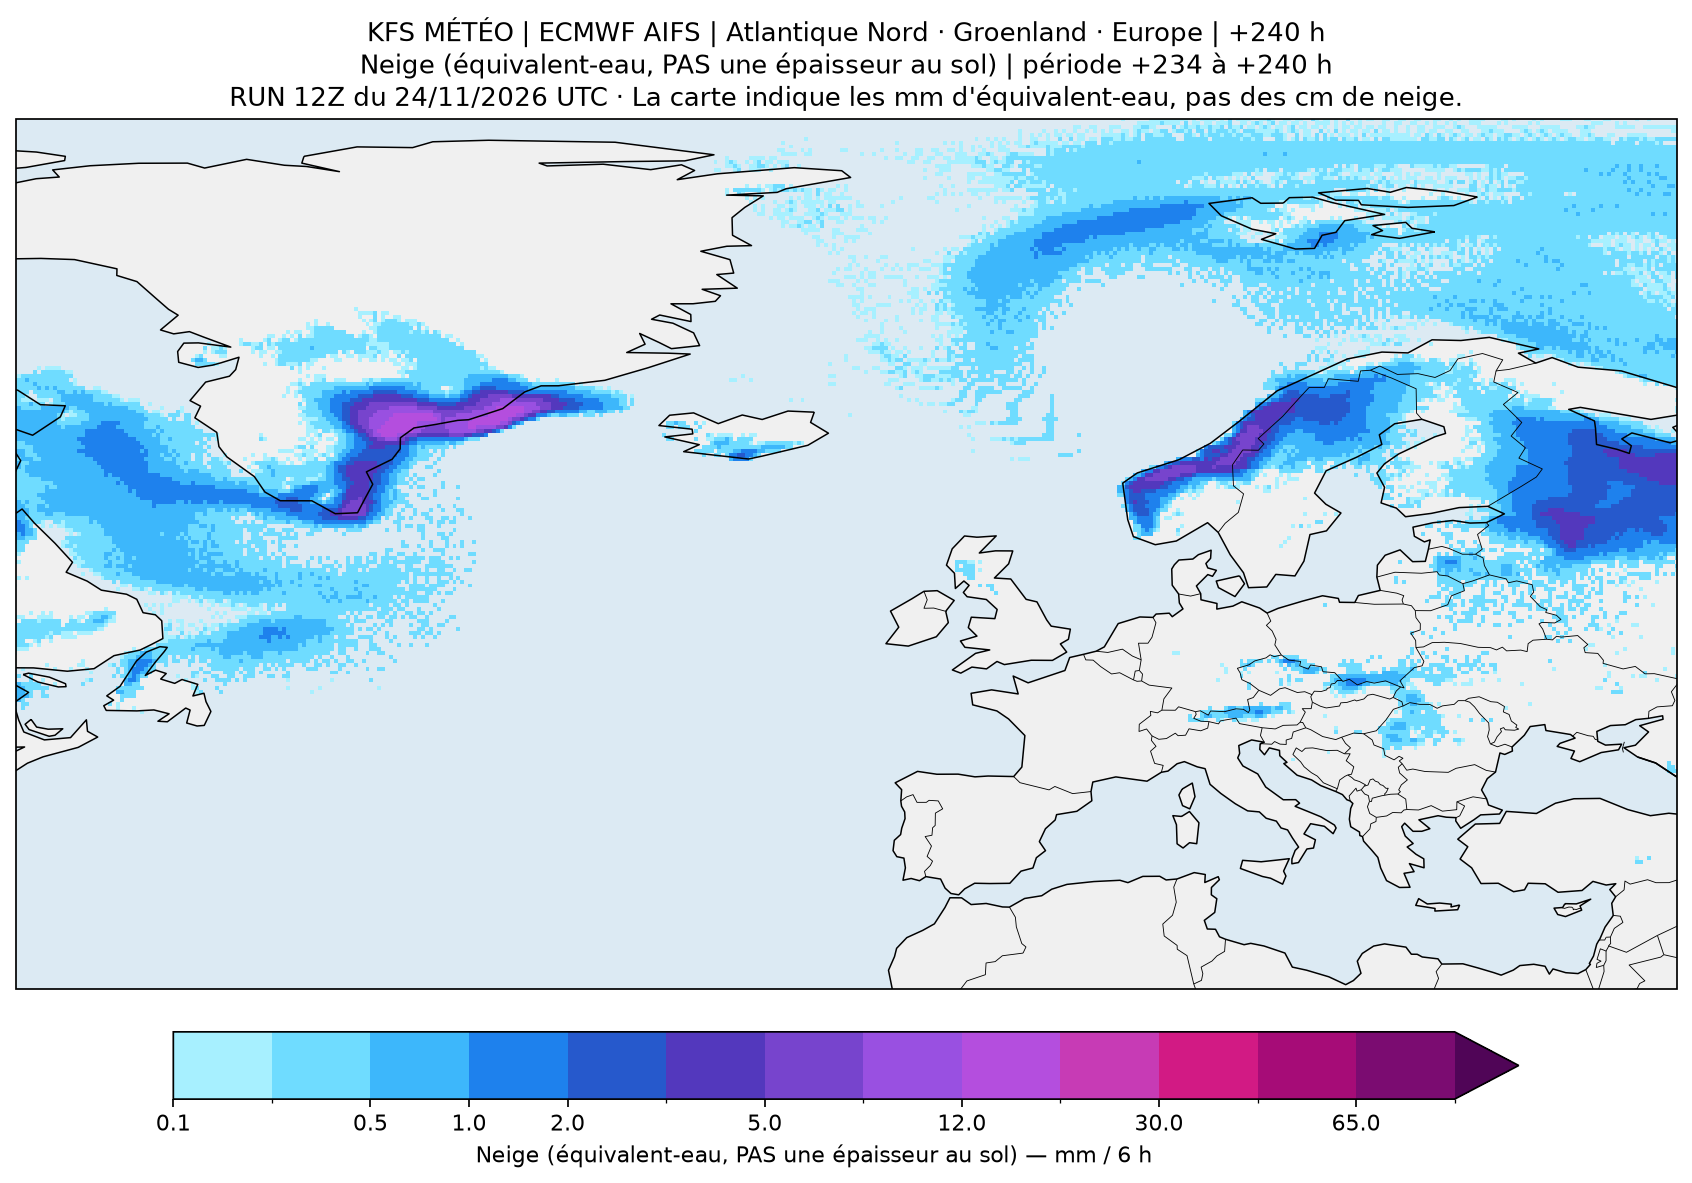 KFS MÉTÉO | ECMWF AIFS | Atlantique Nord · Groenland · Europe | +240 h
Neige (équivalent-eau, PAS une épaisseur au sol) | période +234 à +240 h
RUN 12Z du 24/11/2026 UTC · La carte indique les mm d'équivalent-eau, pas des cm de neige.
0.1 0.5 1.0 2.0 5.0 12.0 30.0 65.0
Neige (équivalent-eau, PAS une épaisseur au sol) — mm / 6 h